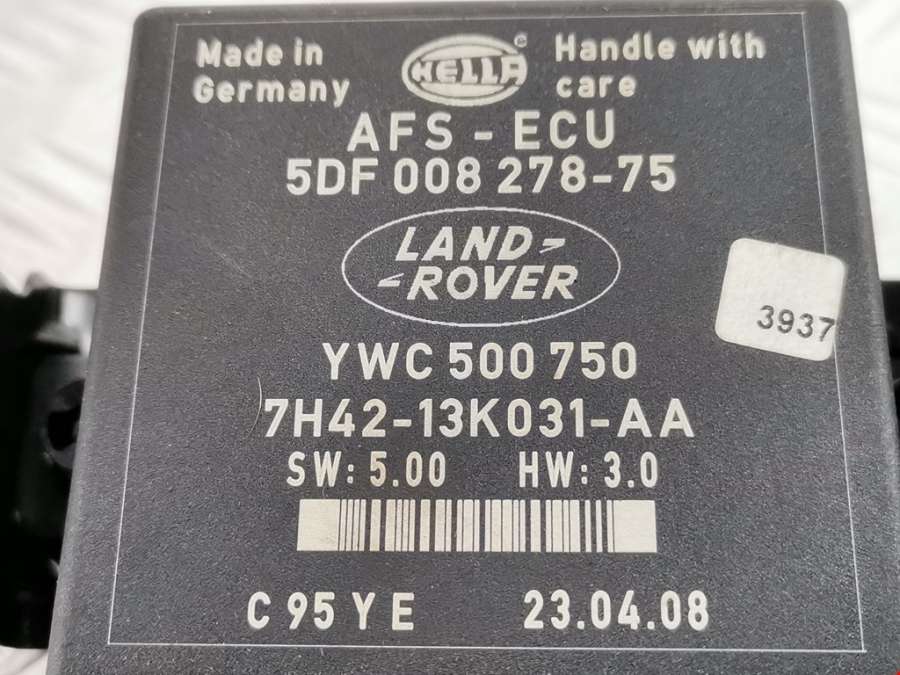 Made in
Germany
HELLA
Handle with
care
AFS - ECU
5DF 008 278-75
LAND
ROVER
3937
YWC 500 750
7H42-13K031-AA
SW: 5.00 HW: 3.0
C 95 Y E 23.04.08